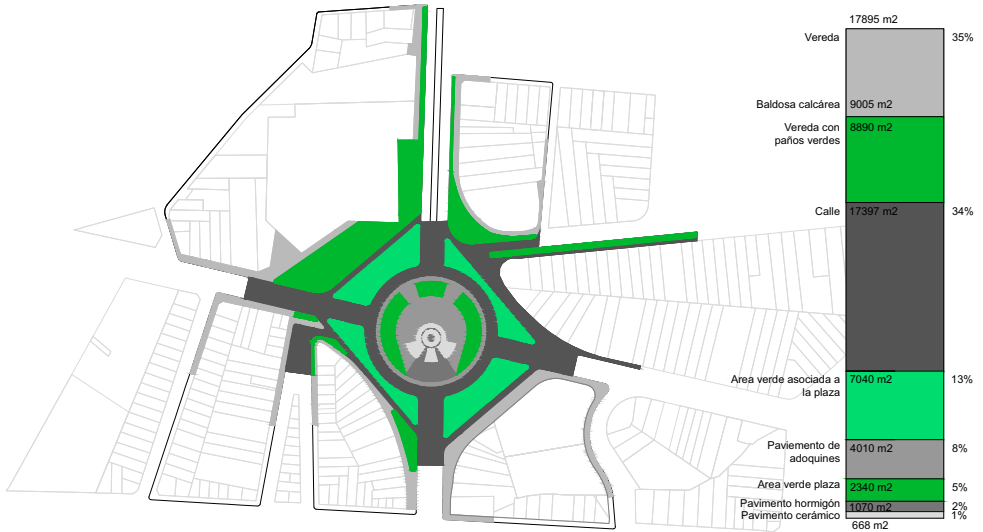 17895 m2
Vereda 35%
Baldosa calcárea 9005 m2
Vereda con 8890 m2
paños verdes
Calle 17397 m2 34%
Area verde asociada a 7040 m2 13%
la plaza
Paviemento de 4010 m2 8%
adoquines
Area verde plaza 2340 m2 5%
Pavimento hormigón 1070 m2 2%
Pavimento cerámico 1%
668 m2